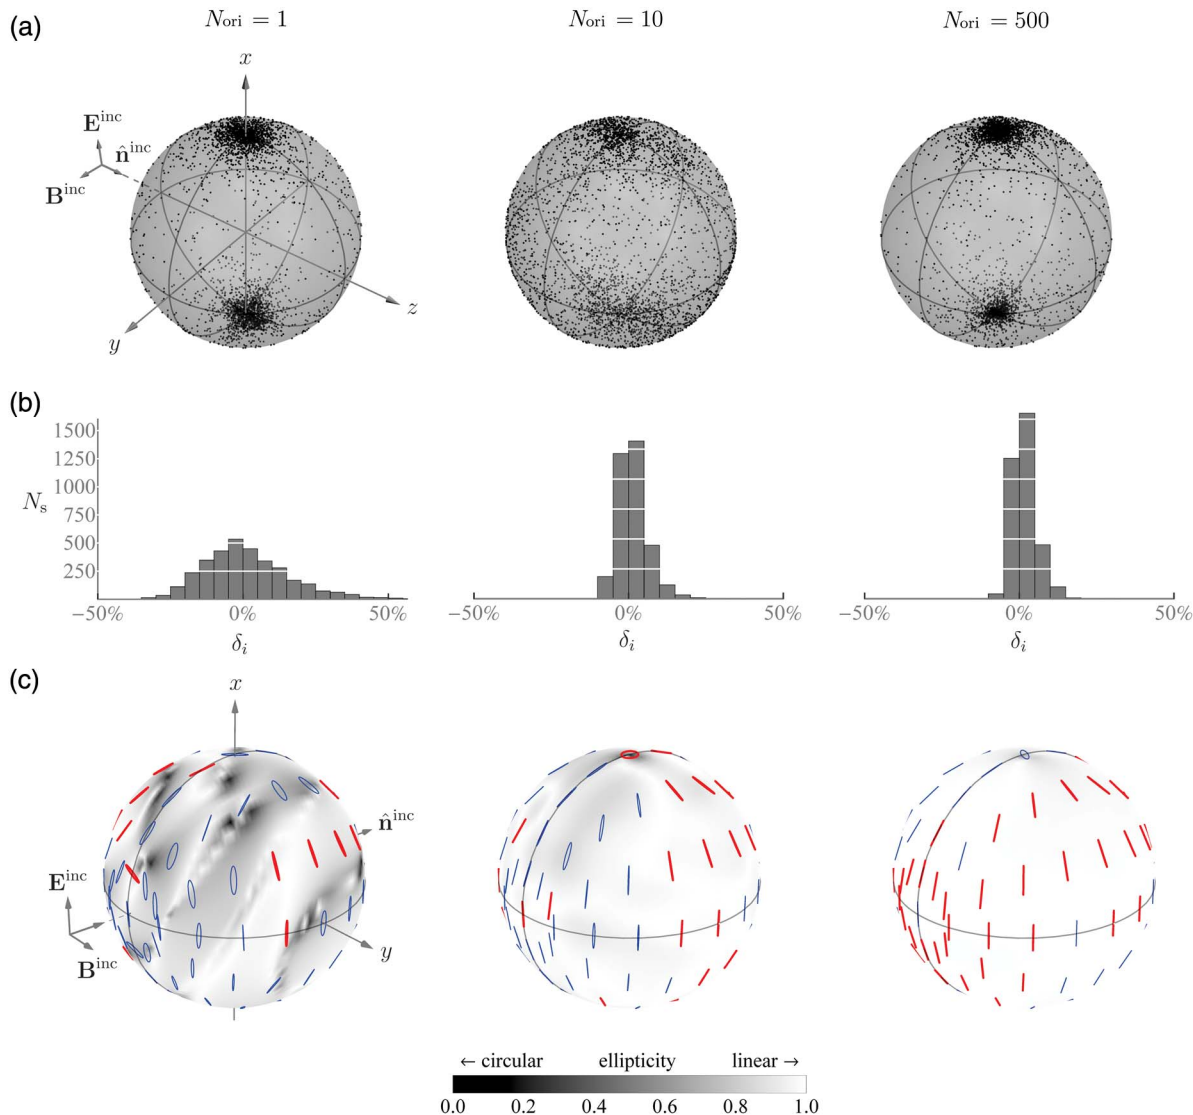 (a)
N_ori = 1
N_ori = 10
N_ori = 500
x
E^inc
n̂^inc
B^inc
z
y
(b)
1500
1250
1000
750
500
250
N_s
−50% 0% 50%
−50% 0% 50%
−50% 0% 50%
δ_i
δ_i
δ_i
(c)
x
n̂^inc
E^inc
B^inc
y
← circular ellipticity linear →
0.0 0.2 0.4 0.6 0.8 1.0